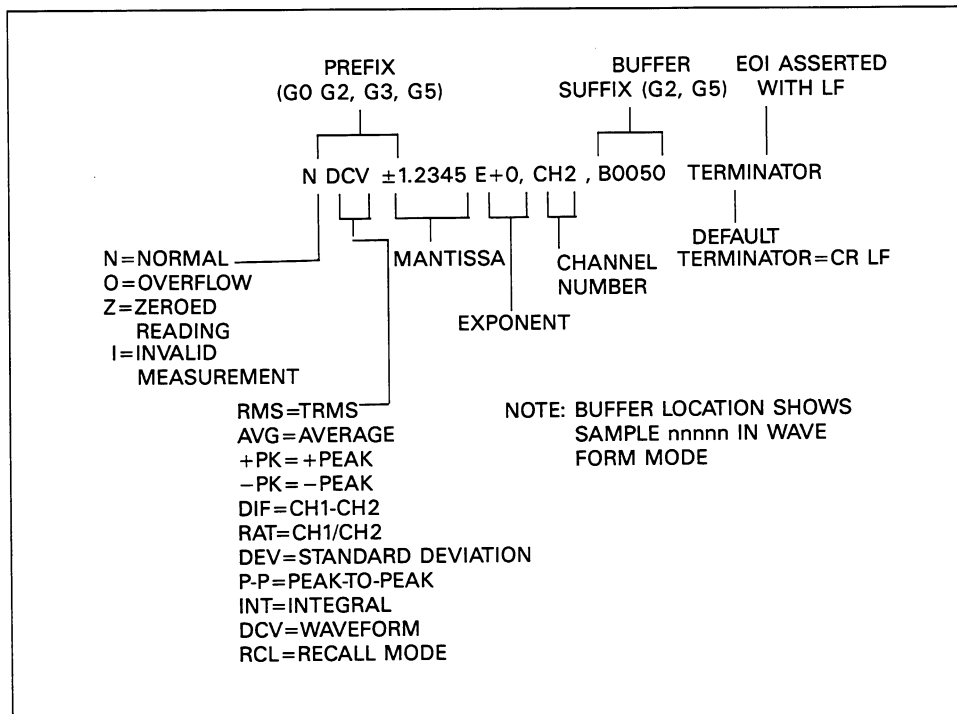 PREFIX
(G0 G2, G3, G5)
BUFFER
SUFFIX (G2, G5)
EOI ASSERTED
WITH LF
N DCV ±1.2345 E+0, CH2 , B0050 TERMINATOR
N=NORMAL
O=OVERFLOW
Z=ZEROED
READING
I=INVALID
MEASUREMENT
MANTISSA
EXPONENT
CHANNEL
NUMBER
DEFAULT
TERMINATOR=CR LF
RMS=TRMS
AVG=AVERAGE
+PK=+PEAK
−PK=−PEAK
DIF=CH1-CH2
RAT=CH1/CH2
DEV=STANDARD DEVIATION
P-P=PEAK-TO-PEAK
INT=INTEGRAL
DCV=WAVEFORM
RCL=RECALL MODE
NOTE: BUFFER LOCATION SHOWS
SAMPLE nnnnn IN WAVE
FORM MODE